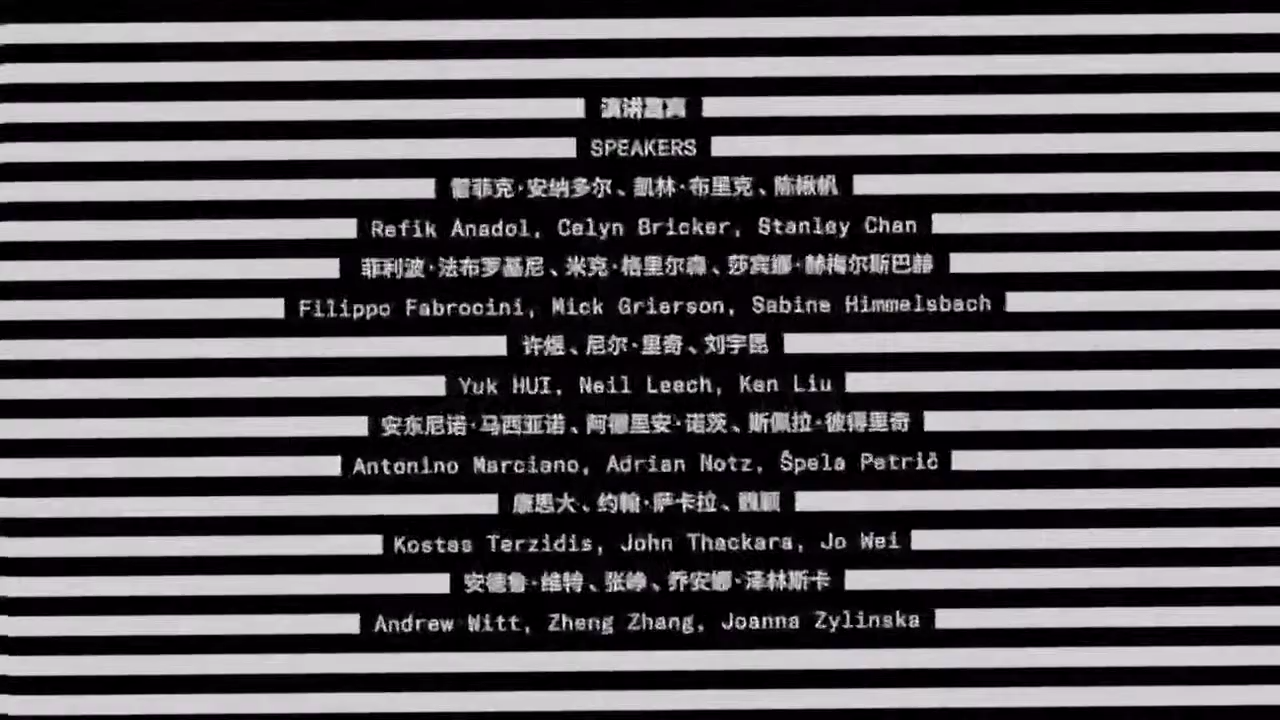 演讲嘉宾
SPEAKERS
雷菲克·安纳多尔、凯林·布里克、陈楸帆
Refik Anadol, Celyn Bricker, Stanley Chen
菲利波·法布罗基尼、米克·格里尔森、莎宾娜·赫梅尔斯巴赫
Filippo Fabrocini, Mick Grierson, Sabine Himmelsbach
许煜、尼尔·里奇、刘宇昆
Yuk HUI, Neil Leach, Ken Liu
安东尼诺·马西亚诺、阿德里安·诺茨、斯佩拉·彼得里奇
Antonino Marciano, Adrian Notz, Špela Petrič
康思大、约翰·萨卡拉、魏颖
Kostas Terzidis, John Thackara, Jo Wei
安德鲁·维特、张峥、乔安娜·泽林斯卡
Andrew Witt, Zheng Zhang, Joanna Zylinska